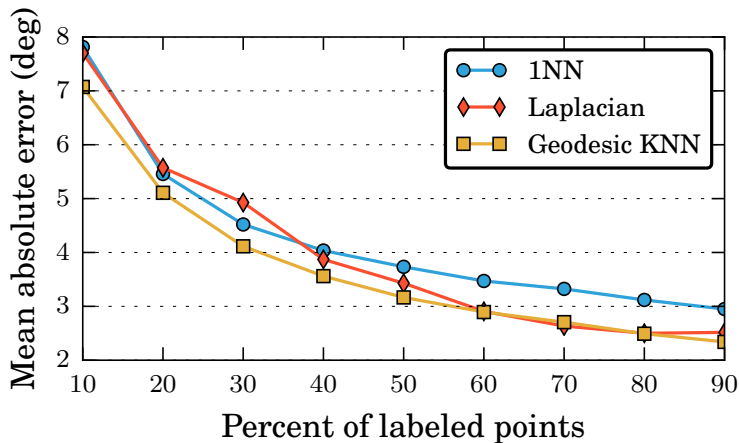 Mean absolute error (deg)
8
7
6
5
4
3
2
1NN
Laplacian
Geodesic KNN
10 20 30 40 50 60 70 80 90
Percent of labeled points